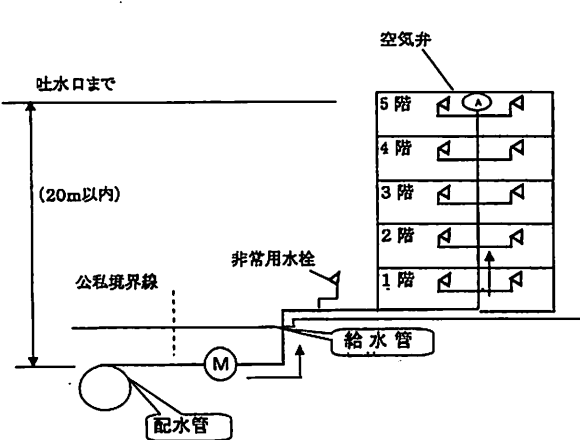 空気弁
吐水口まで
5階
A
4階
(20m以内)
3階
2階
非常用水栓
公私境界線
1階
給水管
M
配水管